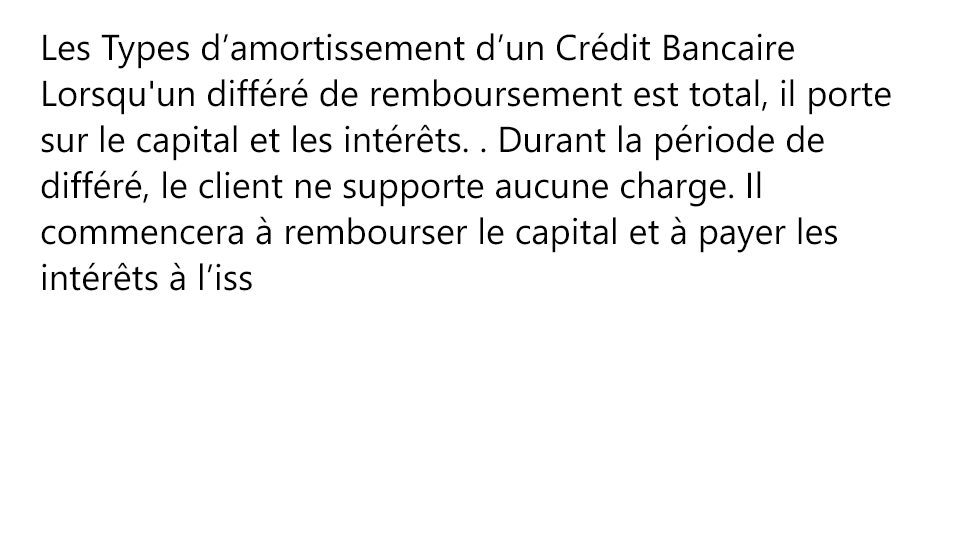 Les Types d’amortissement d’un Crédit Bancaire
Lorsqu'un différé de remboursement est total, il porte
sur le capital et les intérêts. . Durant la période de
différé, le client ne supporte aucune charge. Il
commencera à rembourser le capital et à payer les
intérêts à l’iss